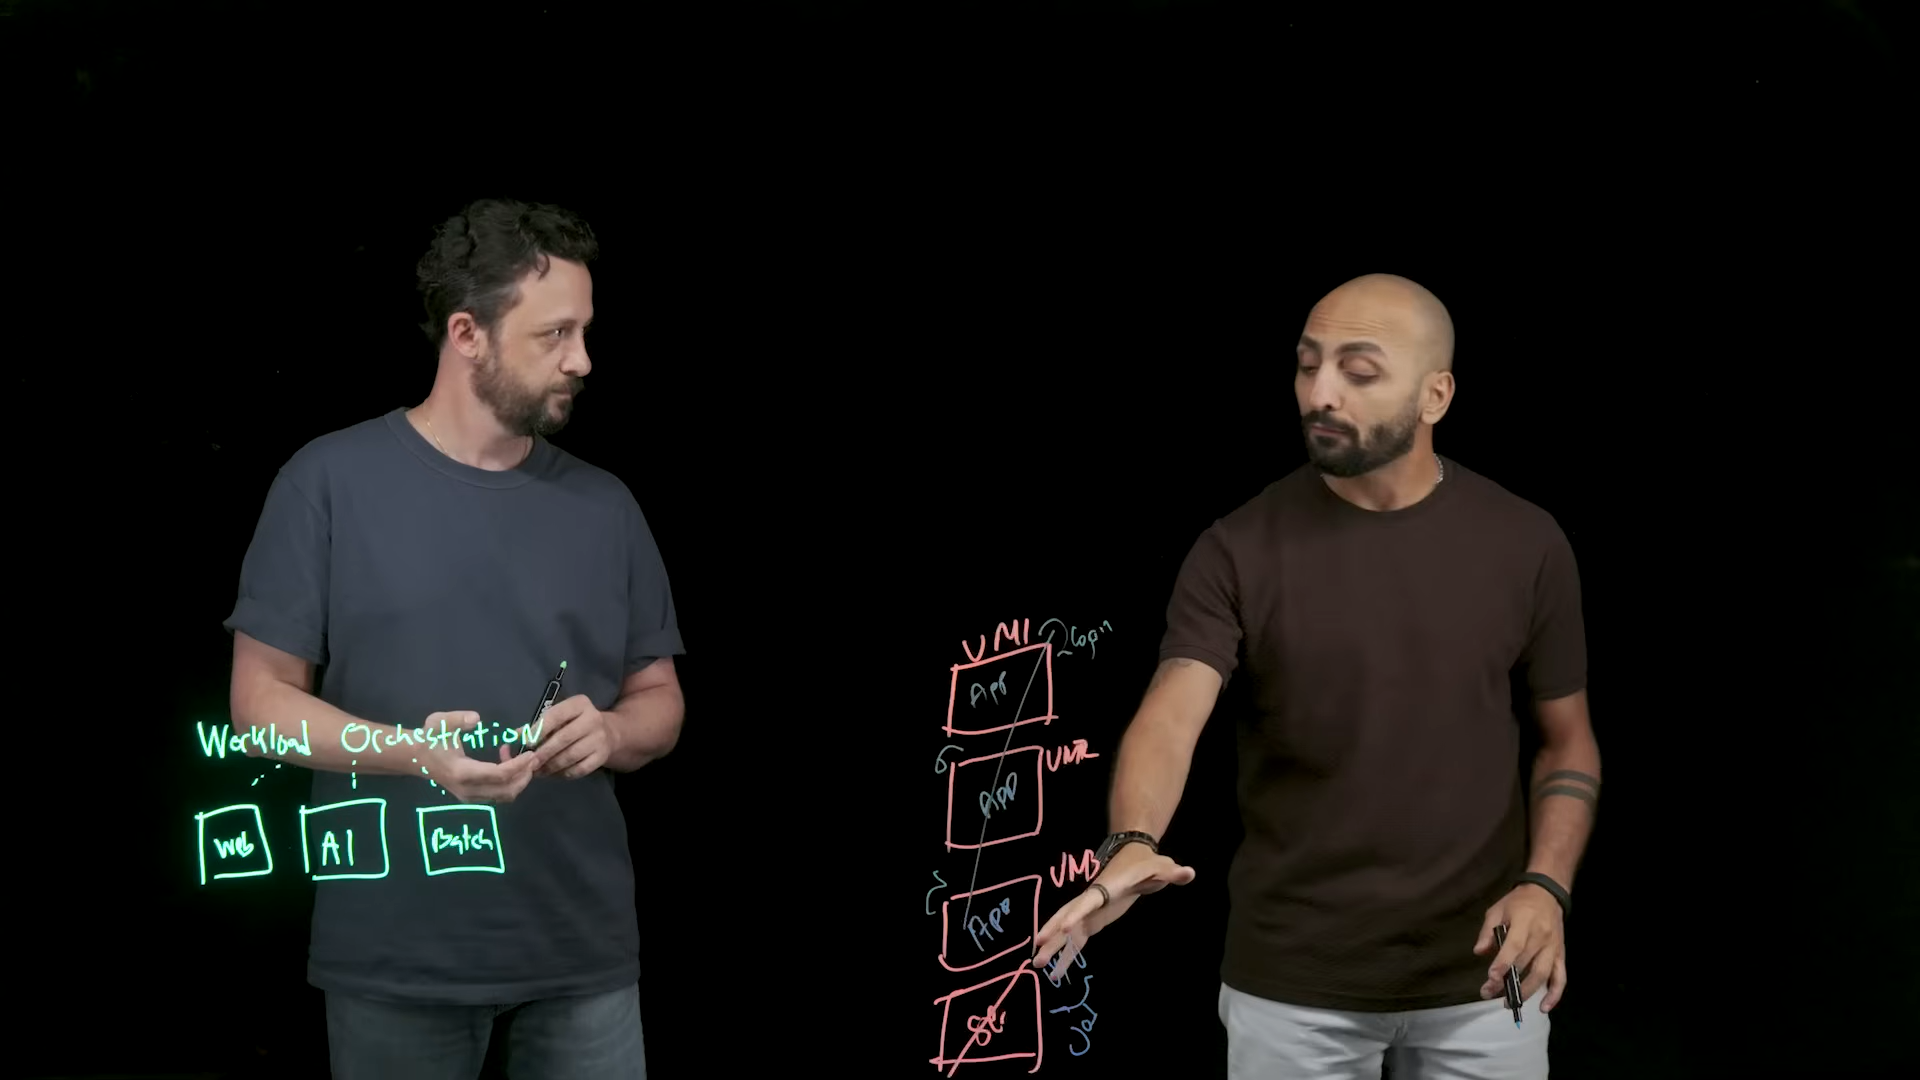 Workload Orchestration
Web
AI
Batch
VM1
Login
App
VM2
App
VM3
App